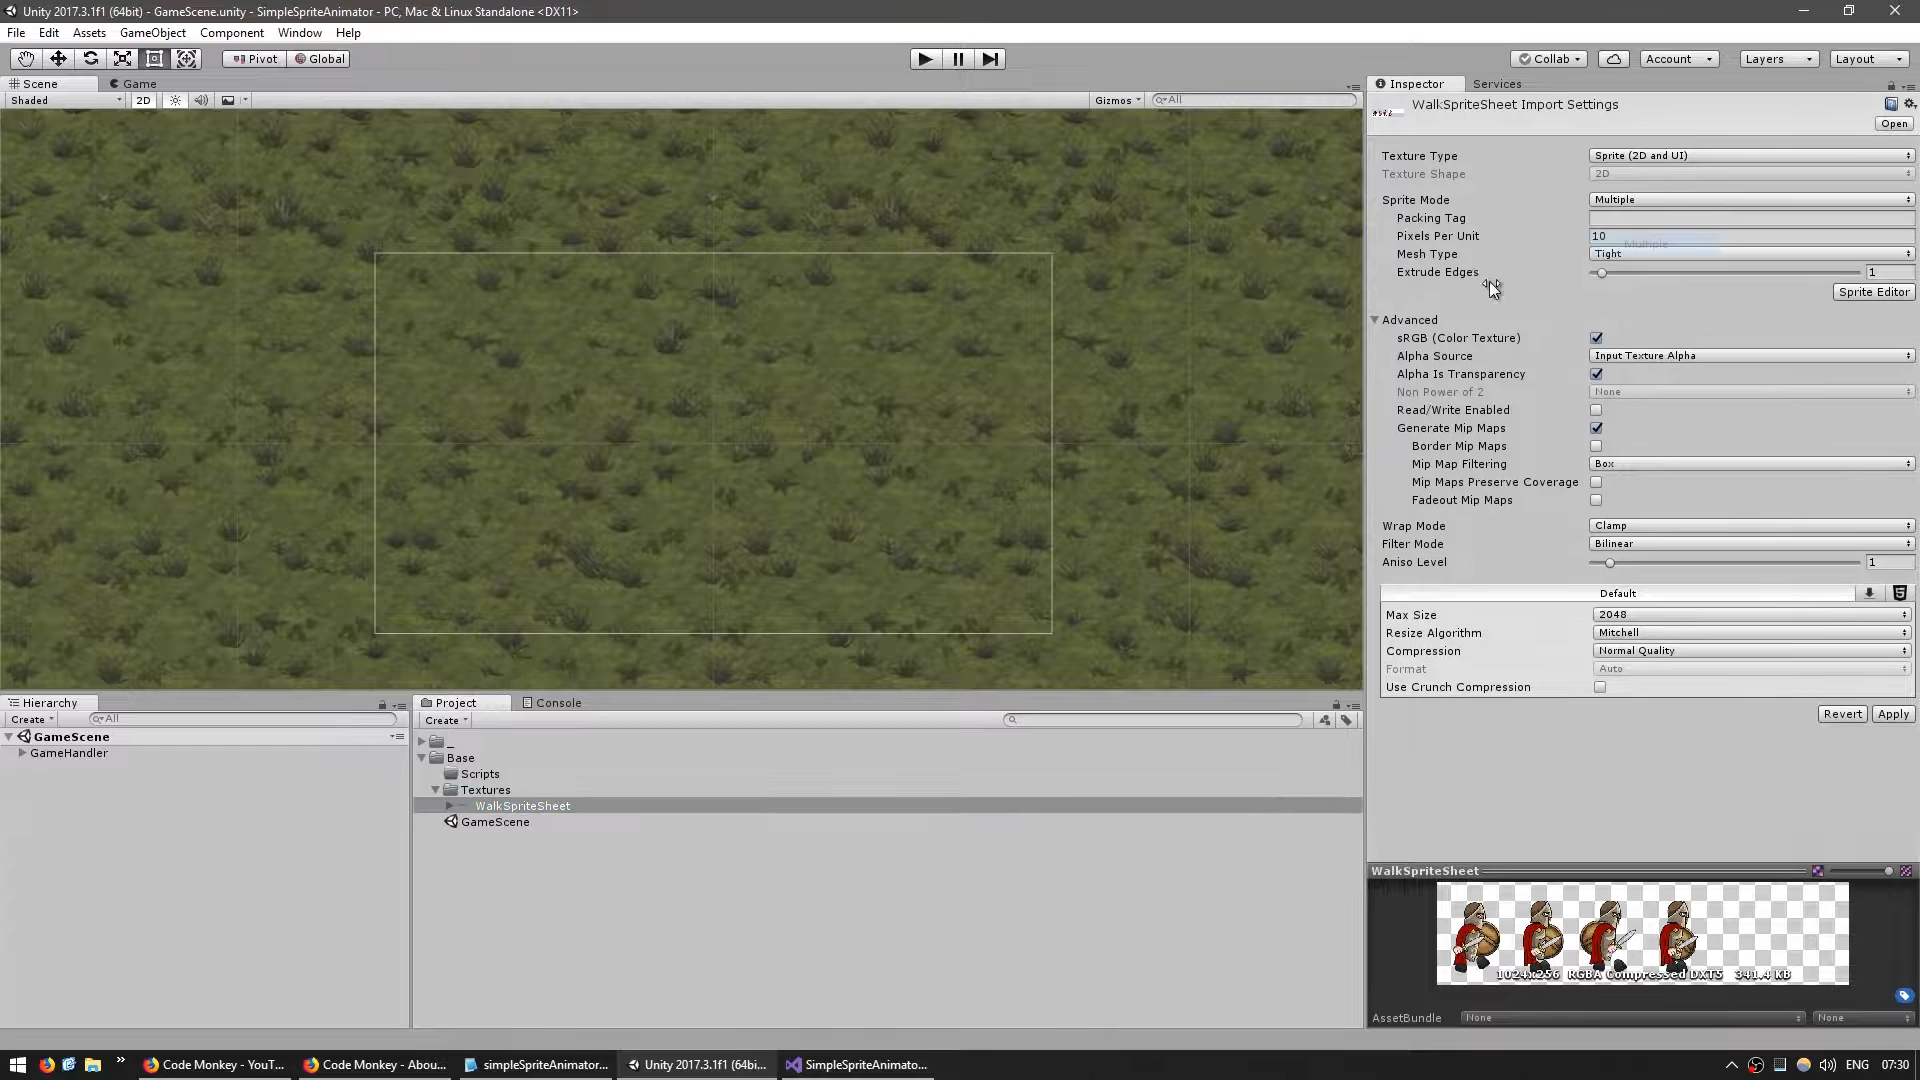 Unity 2017.3.1f1 (64bit) - GameScene.unity - SimpleSpriteAnimator - PC, Mac & Linux Standalone <DX11>
File Edit Assets GameObject Component Window Help
Pivot Global Collab Account Layers Layout
Scene Game
Shaded 2D Gizmos All
Inspector Services
WalkSpriteSheet Import Settings
Open
Texture Type Sprite (2D and UI)
Texture Shape 2D
Sprite Mode Multiple
Packing Tag
Pixels Per Unit 10
Multiple
Mesh Type Tight
Extrude Edges 1
Sprite Editor
Advanced
sRGB (Color Texture)
Alpha Source Input Texture Alpha
Alpha Is Transparency
Non Power of 2 None
Read/Write Enabled
Generate Mip Maps
Border Mip Maps
Mip Map Filtering Box
Mip Maps Preserve Coverage
Fadeout Mip Maps
Wrap Mode Clamp
Filter Mode Bilinear
Aniso Level 1
Default
Max Size 2048
Resize Algorithm Mitchell
Compression Normal Quality
Format Auto
Use Crunch Compression
Revert Apply
Hierarchy
Create All
GameScene
GameHandler
Project Console
Create
_
Base
Scripts
Textures
WalkSpriteSheet
GameScene
WalkSpriteSheet
1024x256 RGBA Compressed DXT5 341.4 KB
AssetBundle None None
Code Monkey - YouT... Code Monkey - Abou... simpleSpriteAnimator... Unity 2017.3.1f1 (64bi... SimpleSpriteAnimato... ENG 07:30